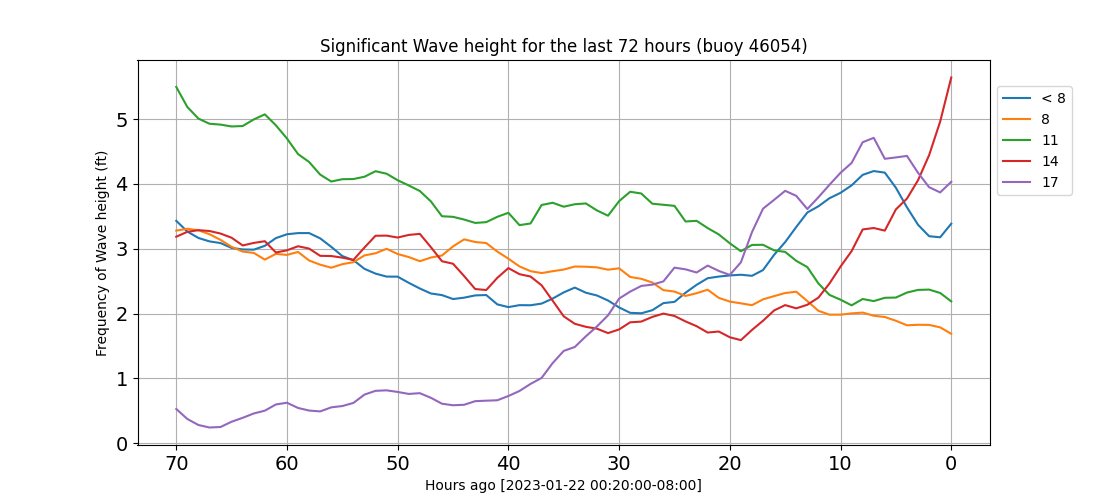 Significant Wave height for the last 72 hours (buoy 46054)
Frequency of Wave height (ft)
5
4
3
2
1
0
70 60 50 40 30 20 10 0
Hours ago [2023-01-22 00:20:00-08:00]
< 8
8
11
14
17